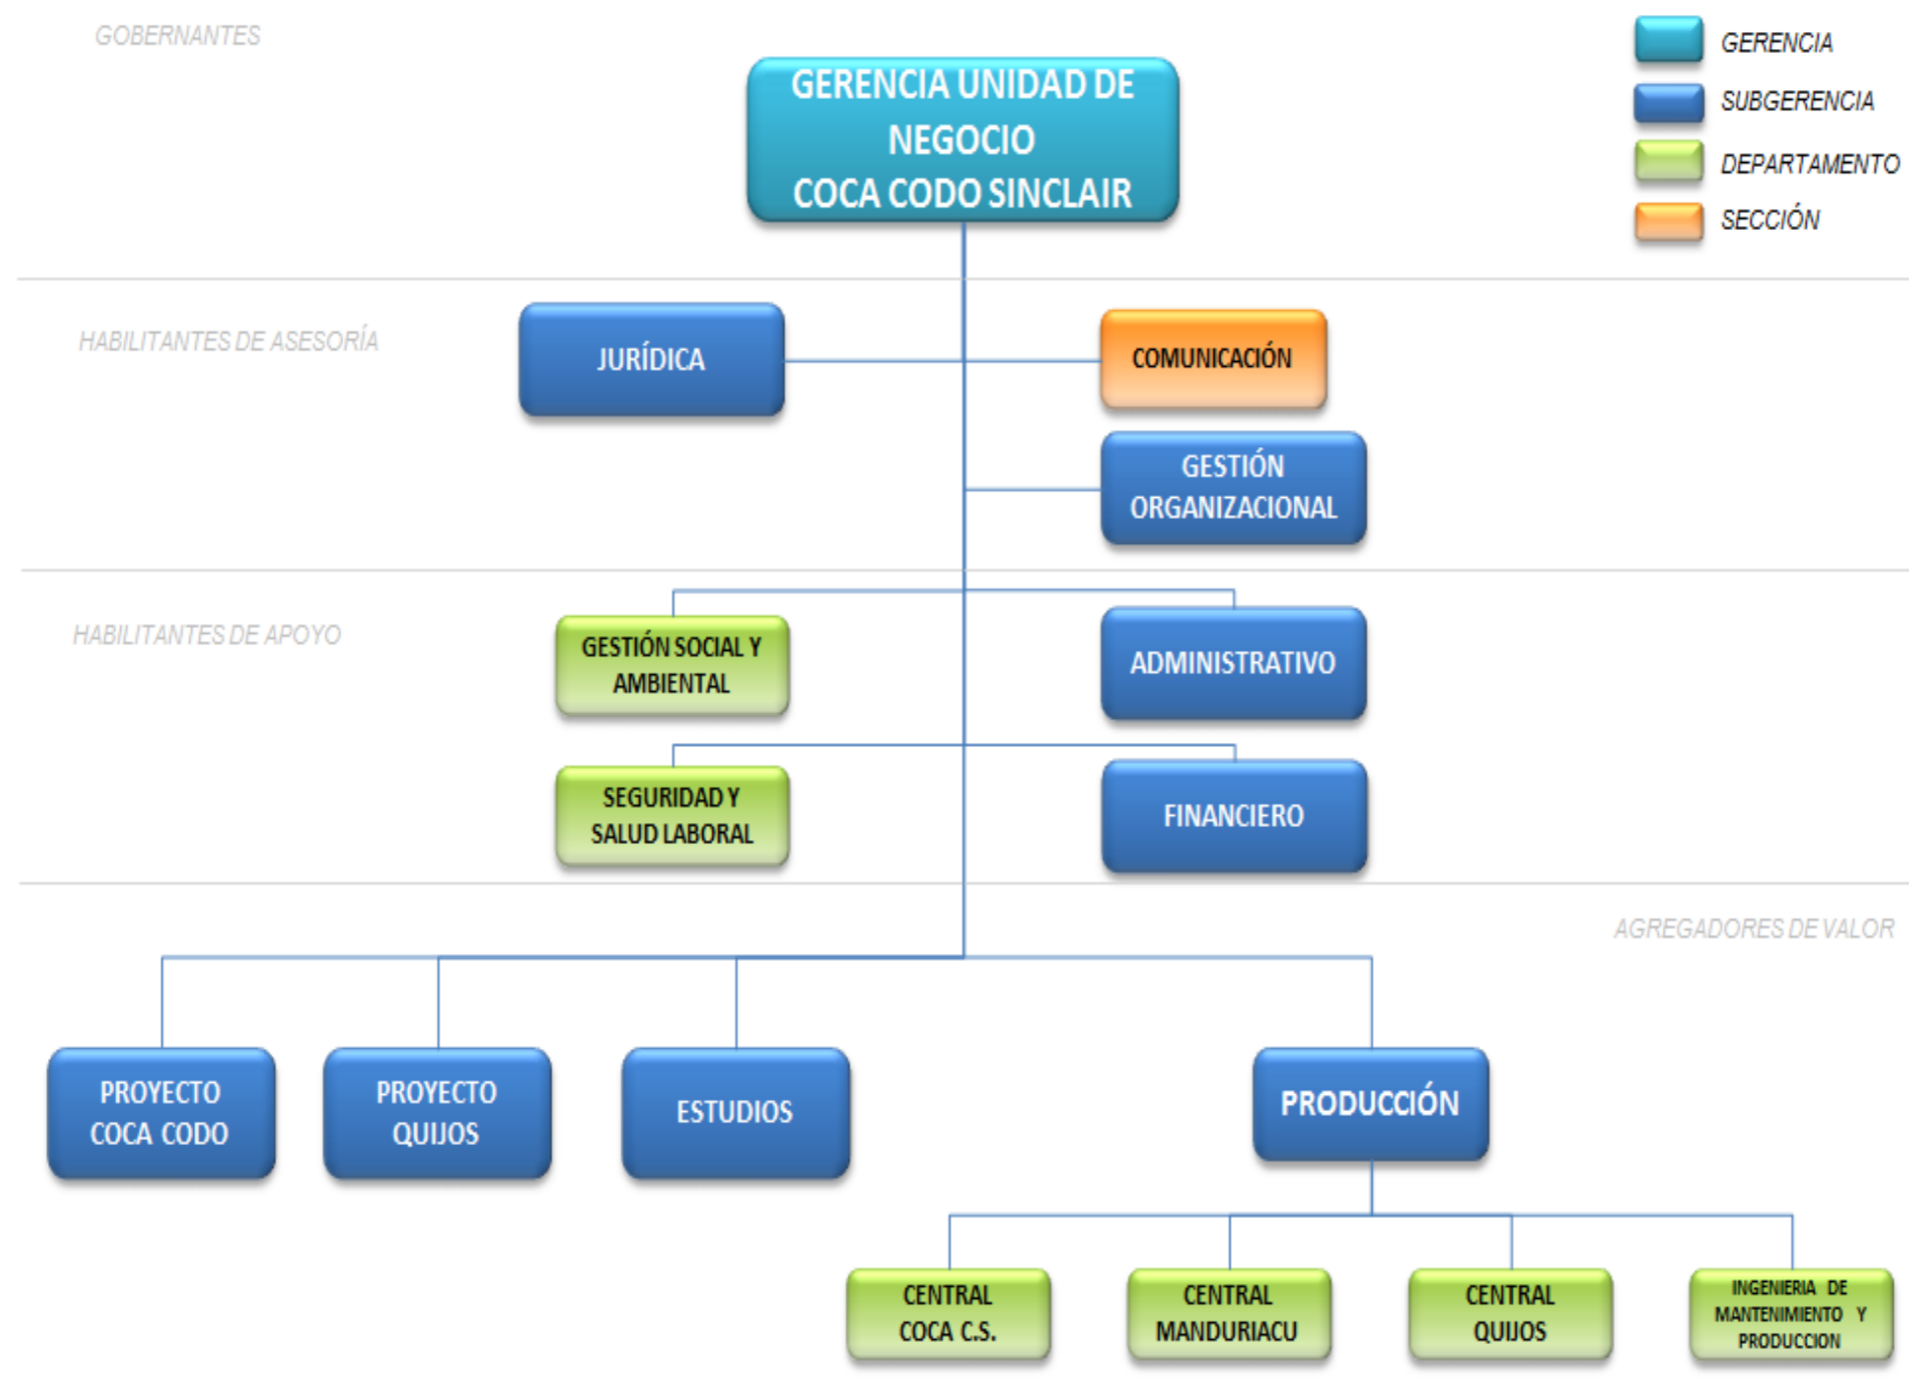 GOBERNANTES
GERENCIA
SUBGERENCIA
DEPARTAMENTO
SECCIÓN
GERENCIA UNIDAD DE
NEGOCIO
COCA CODO SINCLAIR
HABILITANTES DE ASESORÍA
JURÍDICA
COMUNICACIÓN
GESTIÓN
ORGANIZACIONAL
HABILITANTES DE APOYO
GESTIÓN SOCIAL Y
AMBIENTAL
ADMINISTRATIVO
SEGURIDAD Y
SALUD LABORAL
FINANCIERO
AGREGADORES DE VALOR
PROYECTO
COCA CODO
PROYECTO
QUIJOS
ESTUDIOS
PRODUCCIÓN
CENTRAL
COCA C.S.
CENTRAL
MANDURIACU
CENTRAL
QUIJOS
INGENIERIA DE
MANTENIMIENTO Y
PRODUCCION